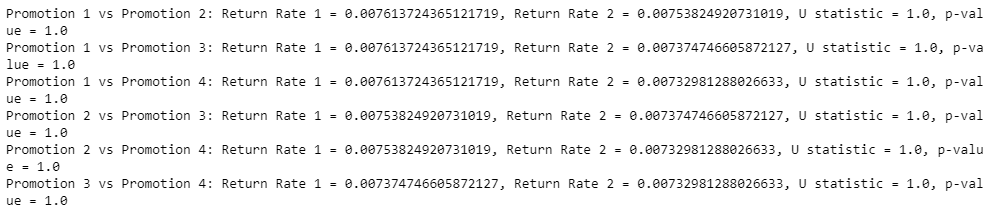 Promotion 1 vs Promotion 2: Return Rate 1 = 0.007613724365121719, Return Rate 2 = 0.00753824920731019, U statistic = 1.0, p-val
ue = 1.0
Promotion 1 vs Promotion 3: Return Rate 1 = 0.007613724365121719, Return Rate 2 = 0.007374746605872127, U statistic = 1.0, p-va
lue = 1.0
Promotion 1 vs Promotion 4: Return Rate 1 = 0.007613724365121719, Return Rate 2 = 0.00732981288026633, U statistic = 1.0, p-val
ue = 1.0
Promotion 2 vs Promotion 3: Return Rate 1 = 0.00753824920731019, Return Rate 2 = 0.007374746605872127, U statistic = 1.0, p-val
ue = 1.0
Promotion 2 vs Promotion 4: Return Rate 1 = 0.00753824920731019, Return Rate 2 = 0.00732981288026633, U statistic = 1.0, p-valu
e = 1.0
Promotion 3 vs Promotion 4: Return Rate 1 = 0.007374746605872127, Return Rate 2 = 0.00732981288026633, U statistic = 1.0, p-val
ue = 1.0